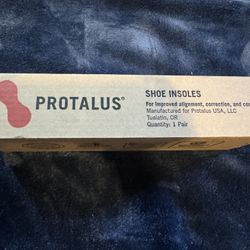 PROTALUS®
SHOE INSOLES
For improved alignment, correction, and
Manufactured for Protalus USA, LLC
Tualatin, OR
Quantity: 1 Pair